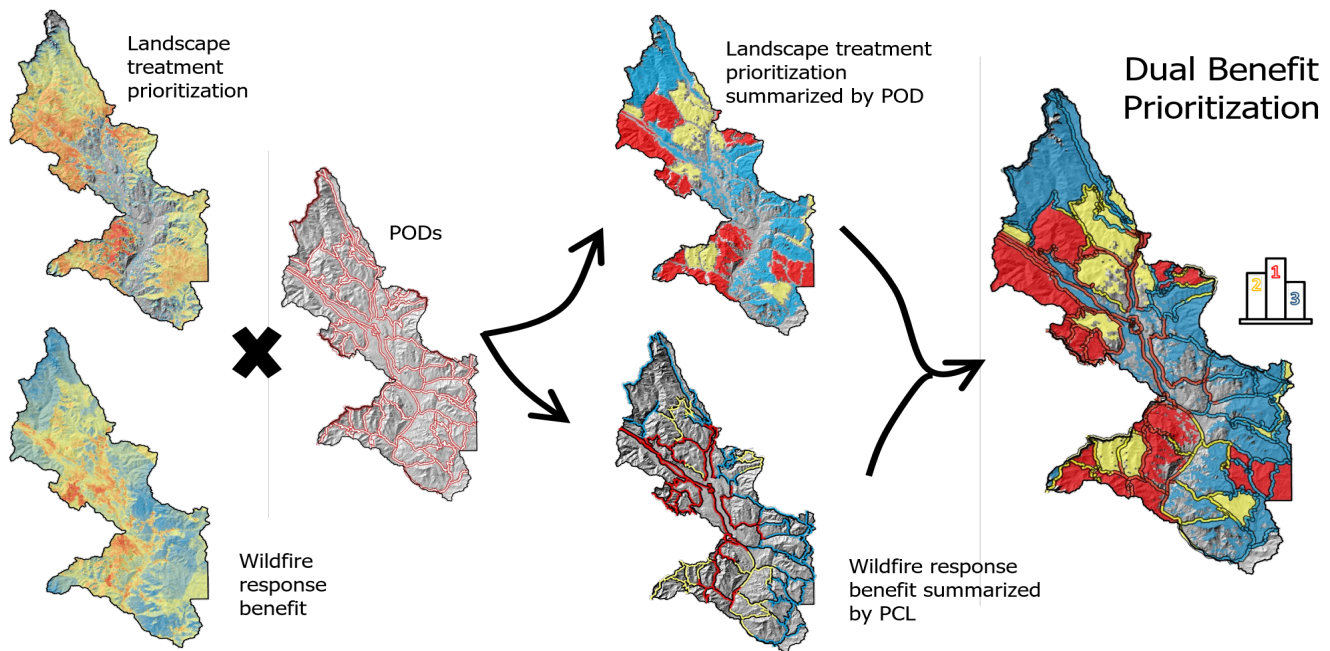 Landscape
treatment
prioritization
Wildfire
response
benefit
PODs
Landscape treatment
prioritization
summarized by POD
Wildfire response
benefit summarized
by PCL
Dual Benefit
Prioritization
2 1 3